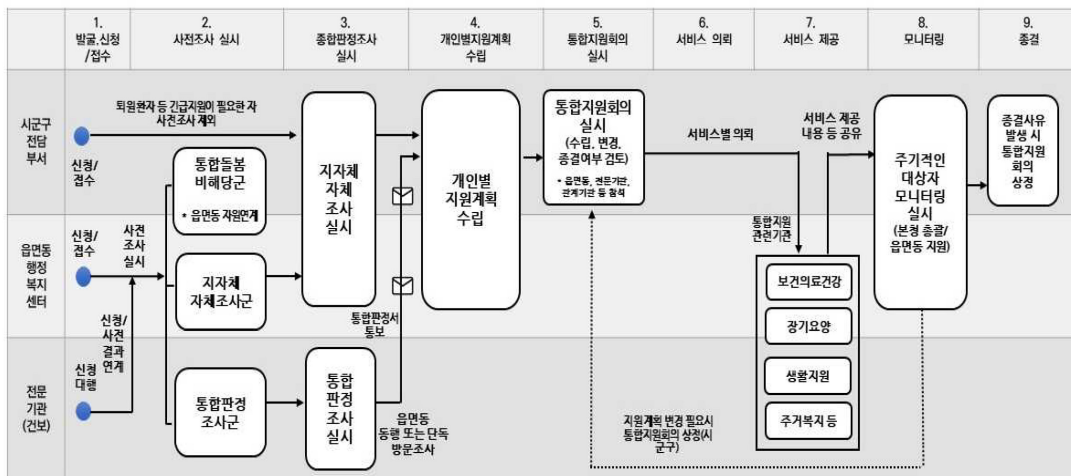 1.
발굴.신청
/접수
2.
사전조사 실시
3.
종합판정조사
실시
4.
개인별지원계획
수립
5.
통합지원회의
실시
6.
서비스 의뢰
7.
서비스 제공
8.
모니터링
9.
종결
시군구
전담
부서
신청/
접수
퇴원환자 등 긴급지원이 필요한 자
사전조사 제외
통합돌봄
비해당군
* 읍면동 자원연계
지자체
자체
조사
실시
개인별
지원계획
수립
통합지원회의
실시
(수립, 변경,
종결여부 검토)
* 읍면동, 전문기관,
관계기관 등 참석
서비스별 의뢰
서비스 제공
내용 등 공유
주기적인
대상자
모니터링
실시
(본청 총괄/
읍면동 지원)
종결사유
발생 시
통합지원
회의
상정
읍면동
행정
복지
센터
신청/
접수
사전
조사
실시
지자체
자체조사군
통합판정서
통보
통합지원
관련기관
보건의료건강
장기요양
생활지원
주거복지 등
전문
기관
(건보)
신청
대행
신청/
사전
결과
연계
통합판정
조사군
통합
판정
조사
실시
읍면동
동행 또는 단독
방문조사
지원계획 변경 필요시
통합지원회의 상정(시
군구)